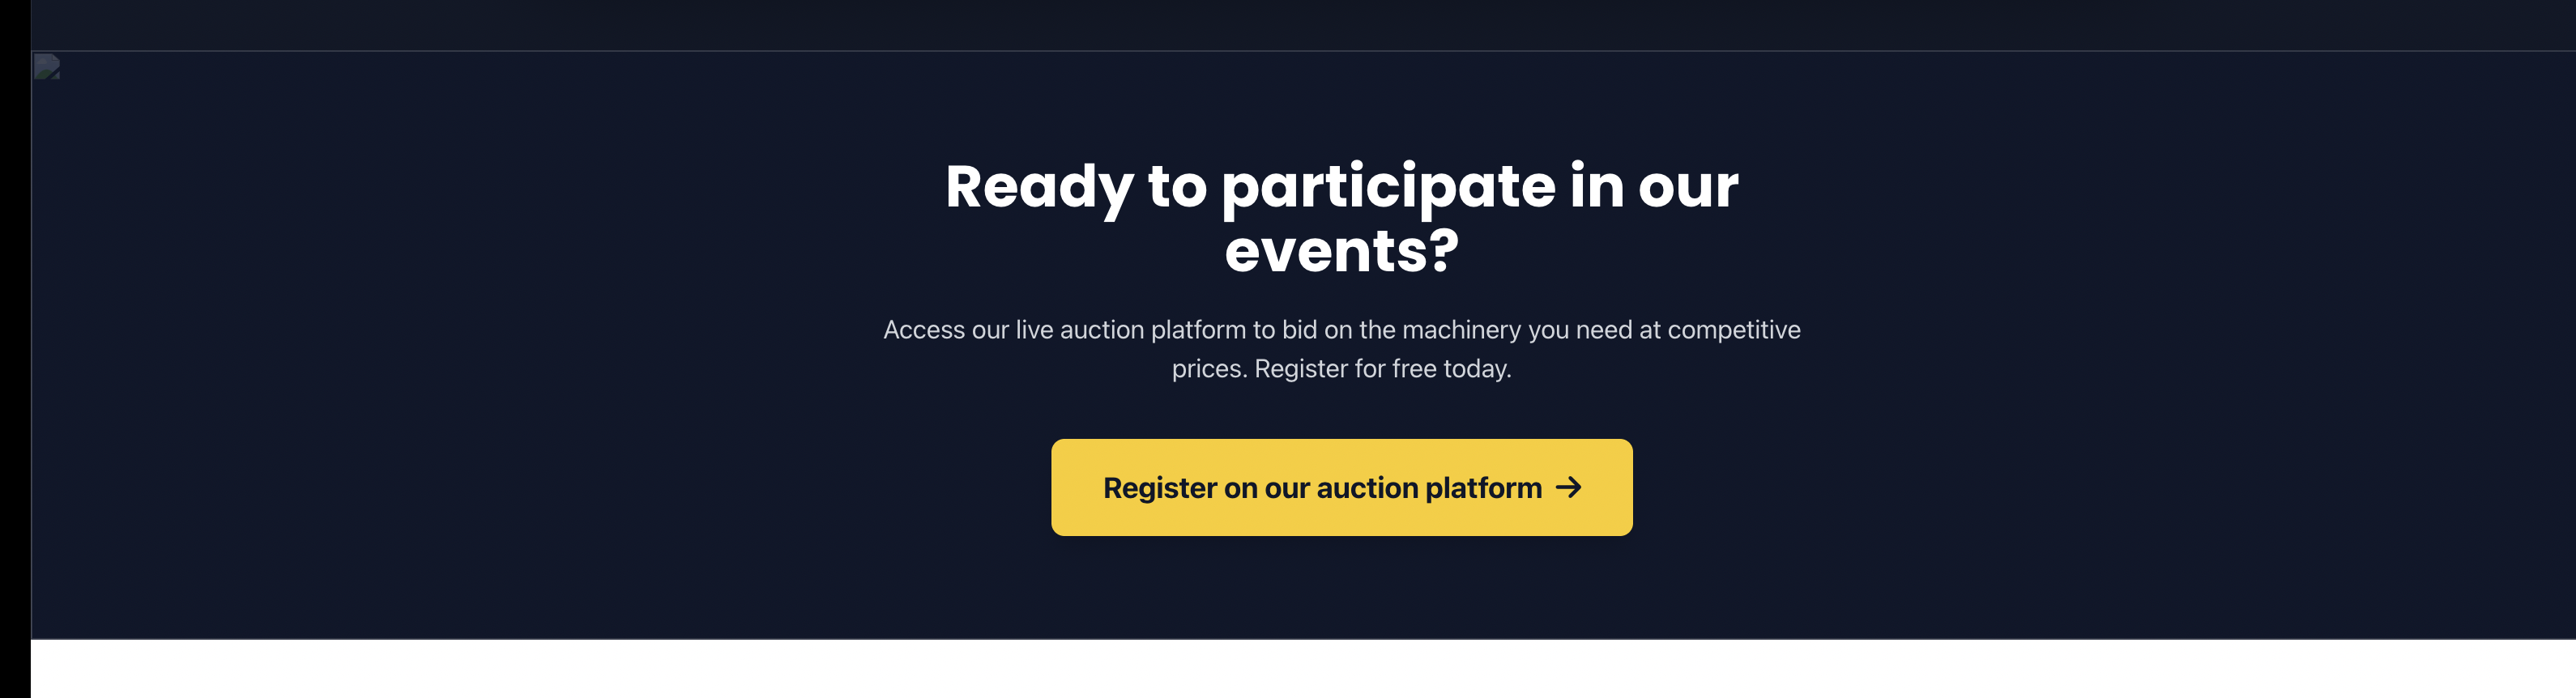 Ready to participate in our
events?
Access our live auction platform to bid on the machinery you need at competitive
prices. Register for free today.
Register on our auction platform →